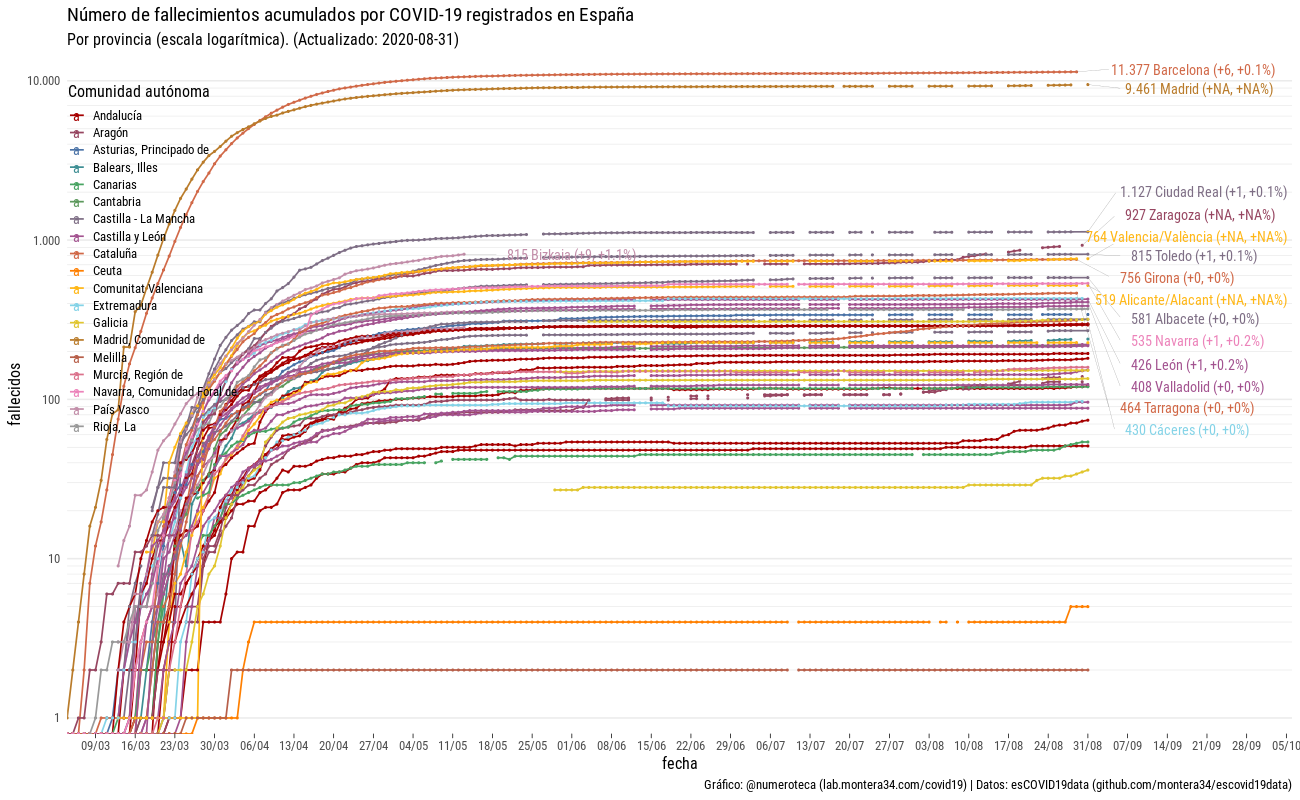 Número de fallecimientos acumulados por COVID-19 registrados en España
Por provincia (escala logarítmica). (Actualizado: 2020-08-31)
10.000
1.000
100
10
1
fallecidos
Comunidad autónoma
Andalucía
Aragón
Asturias, Principado de
Balears, Illes
Canarias
Cantabria
Castilla - La Mancha
Castilla y León
Cataluña
Ceuta
Comunitat Valenciana
Extremadura
Galicia
Madrid, Comunidad de
Melilla
Murcia, Región de
Navarra, Comunidad Foral de
País Vasco
Rioja, La
815 Bizkaia (+0, +1.1%)
11.377 Barcelona (+6, +0.1%)
9.461 Madrid (+NA, +NA%)
1.127 Ciudad Real (+1, +0.1%)
927 Zaragoza (+NA, +NA%)
764 Valencia/València (+NA, +NA%)
815 Toledo (+1, +0.1%)
756 Girona (+0, +0%)
519 Alicante/Alacant (+NA, +NA%)
581 Albacete (+0, +0%)
535 Navarra (+1, +0.2%)
426 León (+1, +0.2%)
408 Valladolid (+0, +0%)
464 Tarragona (+0, +0%)
430 Cáceres (+0, +0%)
09/03 16/03 23/03 30/03 06/04 13/04 20/04 27/04 04/05 11/05 18/05 25/05 01/06 08/06 15/06 22/06 29/06 06/07 13/07 20/07 27/07 03/08 10/08 17/08 24/08 31/08 07/09 14/09 21/09 28/09 05/10
fecha
Gráfico: @numeroteca (lab.montera34.com/covid19) | Datos: esCOVID19data (github.com/montera34/escovid19data)